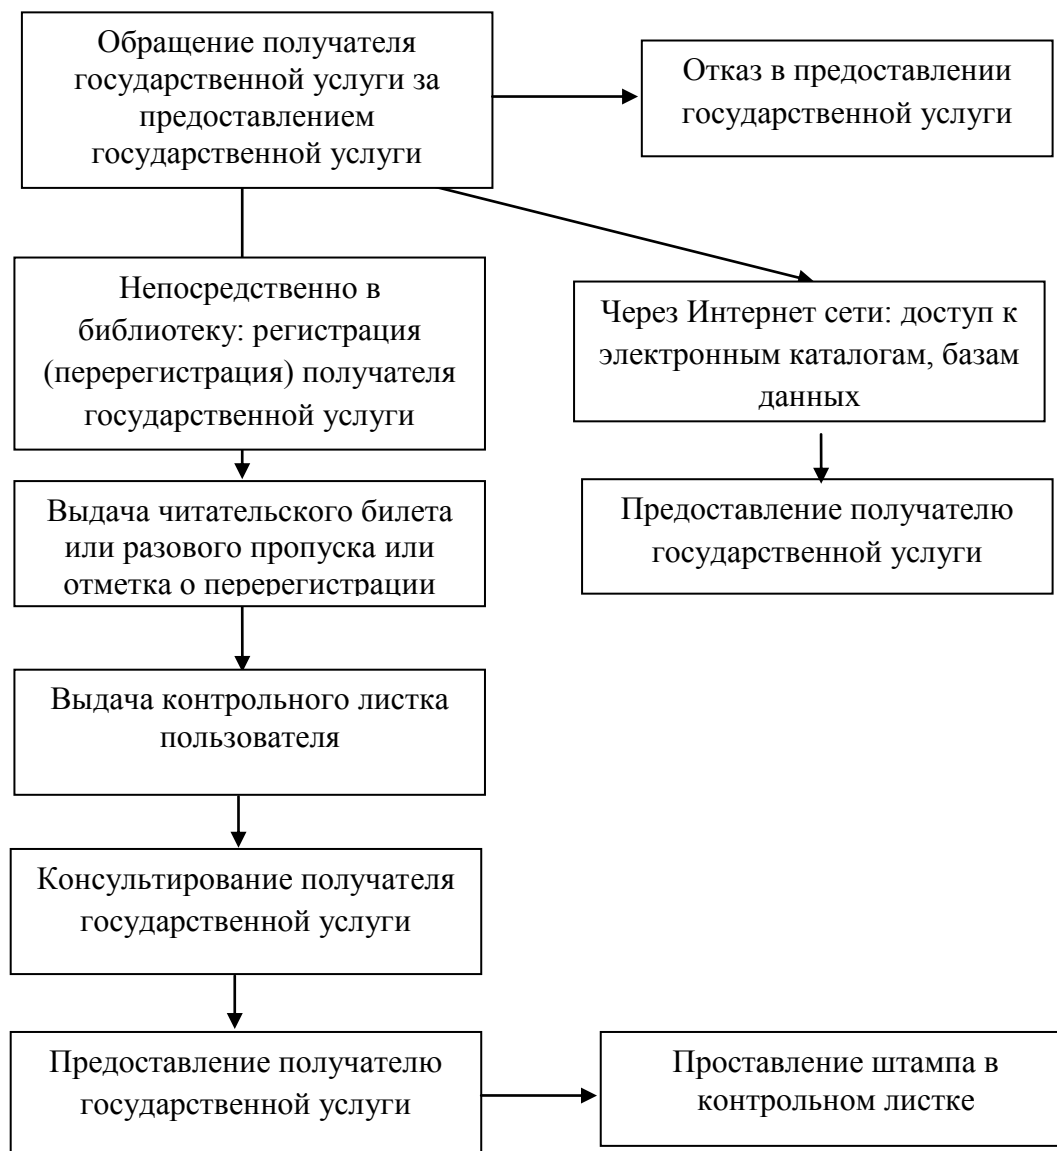 Обращение получателя
государственной услуги за
предоставлением
государственной услуги
Отказ в предоставлении
государственной услуги
Непосредственно в
библиотеку: регистрация
(перерегистрация) получателя
государственной услуги
Через Интернет сети: доступ к
электронным каталогам, базам
данных
Выдача читательского билета
или разового пропуска или
отметка о перерегистрации
Предоставление получателю
государственной услуги
Выдача контрольного листка
пользователя
Консультирование получателя
государственной услуги
Предоставление получателю
государственной услуги
Проставление штампа в
контрольном листке